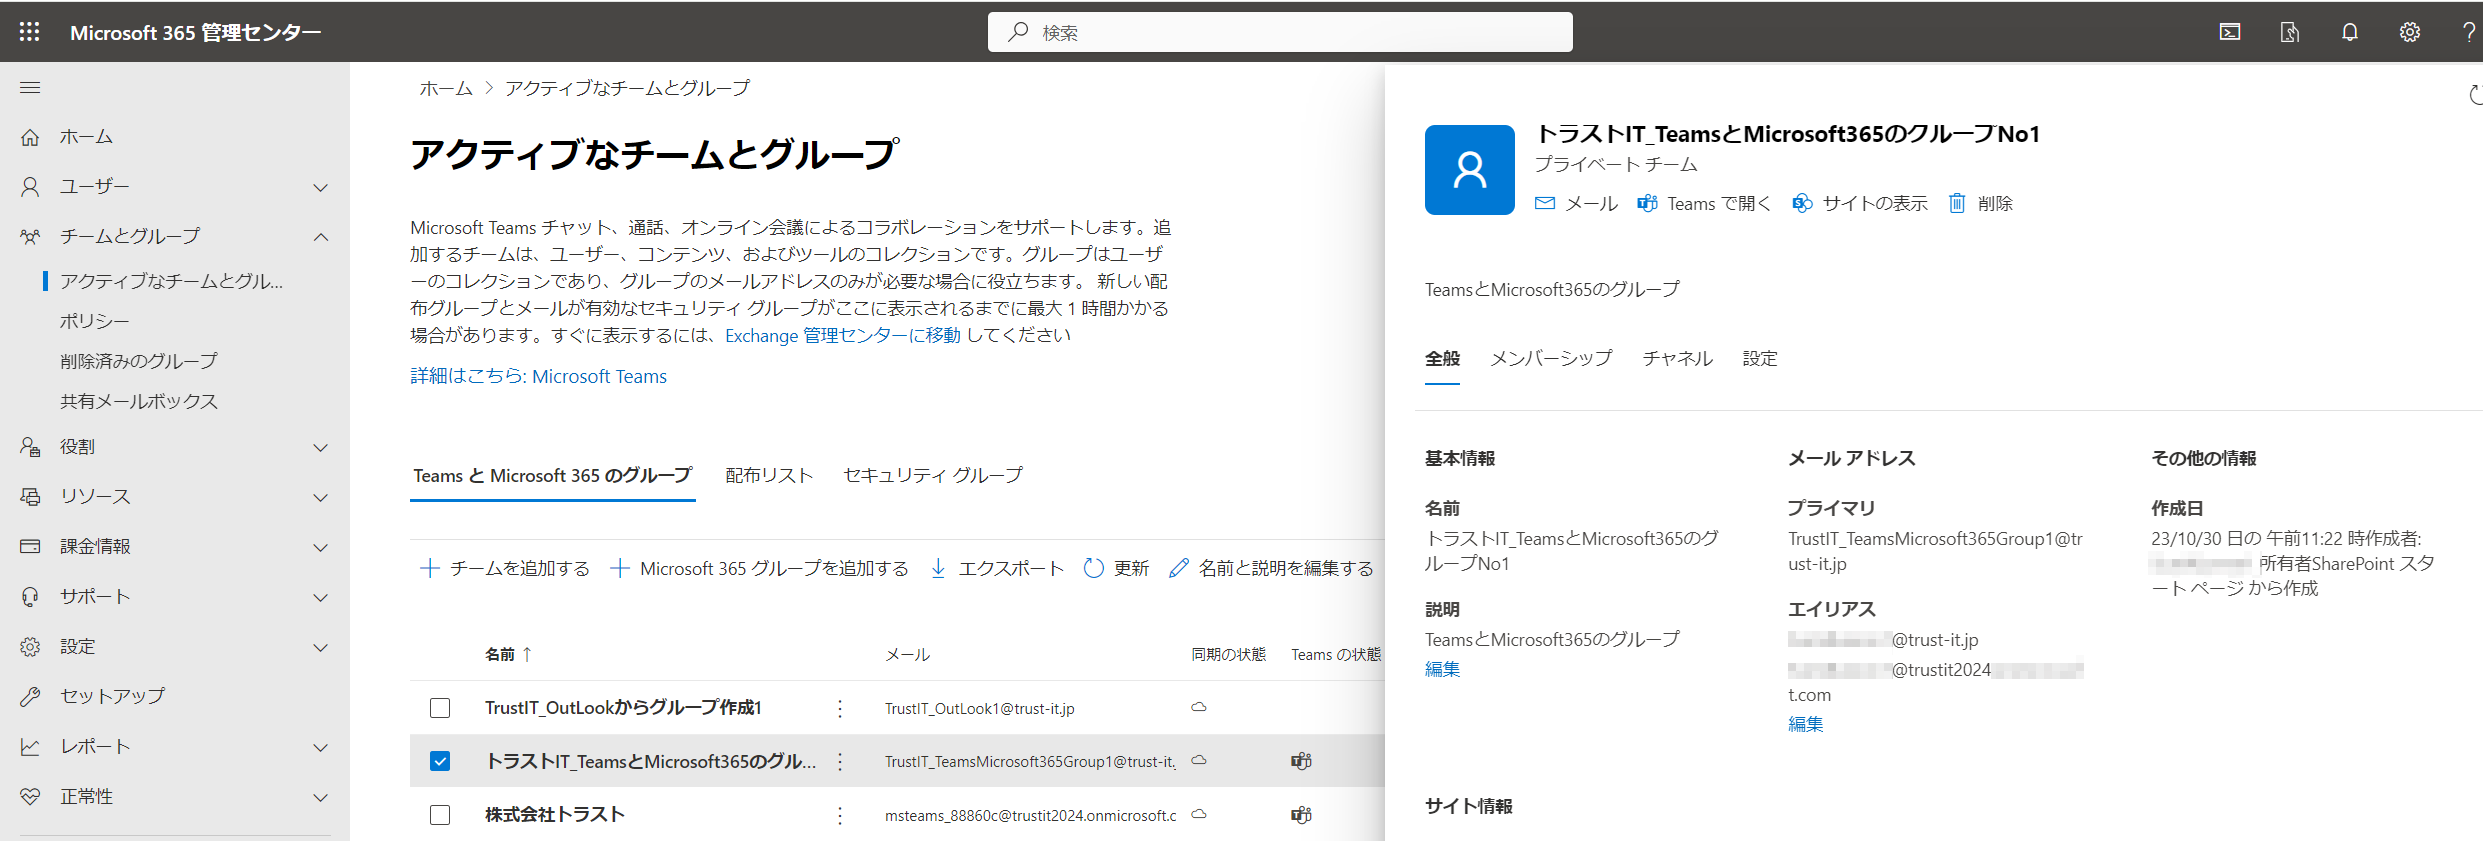 Microsoft 365 管理センター
検索
?
ホーム
ユーザー
チームとグループ
アクティブなチームとグル...
ポリシー
削除済みのグループ
共有メールボックス
役割
リソース
課金情報
サポート
設定
セットアップ
レポート
正常性
ホーム > アクティブなチームとグループ
アクティブなチームとグループ
Microsoft Teams チャット、通話、オンライン会議によるコラボレーションをサポートします。追
加するチームは、ユーザー、コンテンツ、およびツールのコレクションです。グループはユーザ
ーのコレクションであり、グループのメールアドレスのみが必要な場合に役立ちます。 新しい配
布グループとメールが有効なセキュリティ グループがここに表示されるまでに最大 1 時間かかる
場合があります。すぐに表示するには、Exchange 管理センターに移動 してください
詳細はこちら: Microsoft Teams
Teams と Microsoft 365 のグループ 配布リスト セキュリティ グループ
チームを追加する Microsoft 365 グループを追加する エクスポート 更新 名前と説明を編集する
名前 ↑ メール 同期の状態 Teams の状態
TrustIT_OutLookからグループ作成1 TrustIT_OutLook1@trust-it.jp
トラストIT_TeamsとMicrosoft365のグル... TrustIT_TeamsMicrosoft365Group1@trust-it.
株式会社トラスト msteams_88860c@trustit2024.onmicrosoft.c
トラストIT_TeamsとMicrosoft365のグループNo1
プライベート チーム
メール Teams で開く サイトの表示 削除
TeamsとMicrosoft365のグループ
全般 メンバーシップ チャネル 設定
基本情報
名前
トラストIT_TeamsとMicrosoft365のグ
ループNo1
説明
TeamsとMicrosoft365のグループ
編集
メール アドレス
プライマリ
TrustIT_TeamsMicrosoft365Group1@tr
ust-it.jp
エイリアス
@trust-it.jp
@trustit2024
t.com
編集
その他の情報
作成日
23/10/30 日の 午前11:22 時作成者:
所有者SharePoint スタ
ート ページ から作成
サイト情報